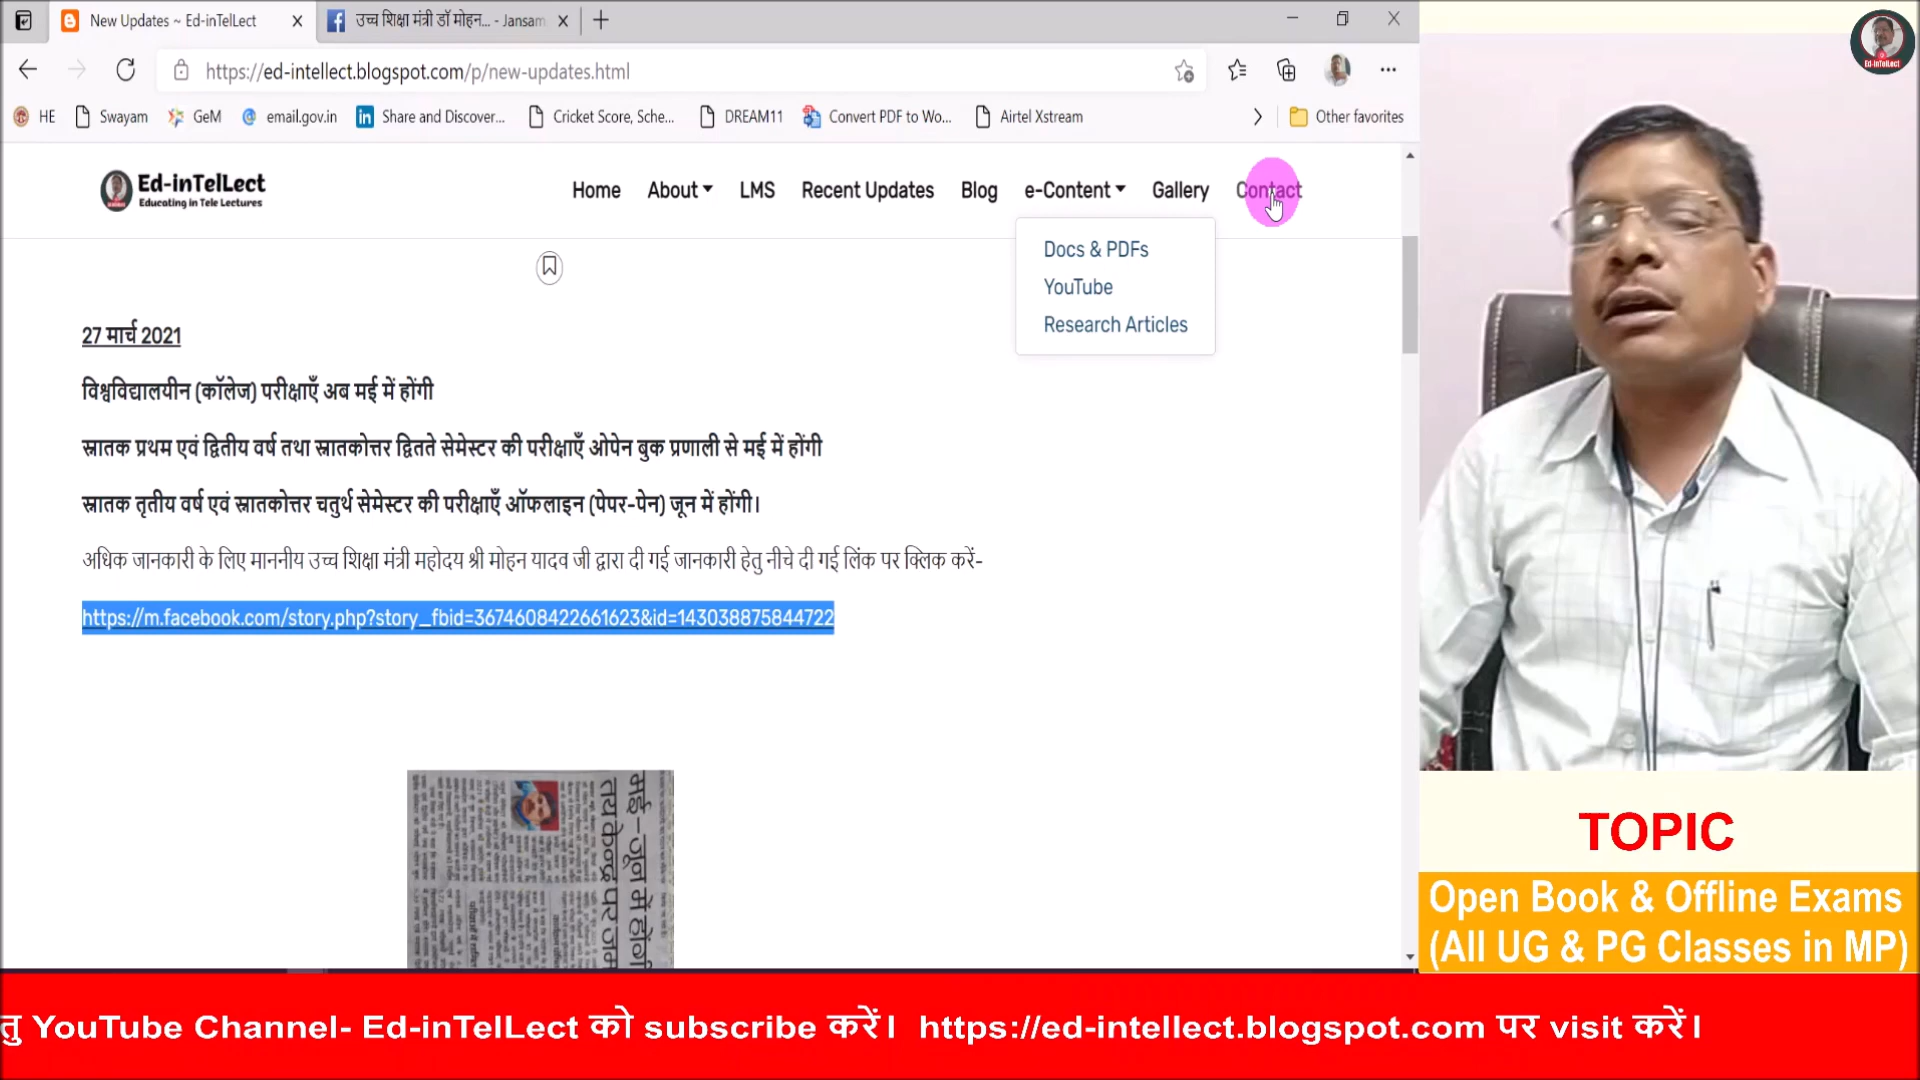 New Updates ~ Ed-inTelLect
उच्च शिक्षा मंत्री डॉ मोहन... - Jansam
https://ed-intellect.blogspot.com/p/new-updates.html
HE
Swayam
GeM
email.gov.in
Share and Discover...
Cricket Score, Sche...
DREAM11
Convert PDF to Wo...
Airtel Xstream
Other favorites
Ed-inTelLect
Educating in Tele Lectures
Home
About
LMS
Recent Updates
Blog
e-Content
Gallery
Contact
Docs & PDFs
YouTube
Research Articles
27 मार्च 2021
विश्वविद्यालयीन (कॉलेज) परीक्षाएँ अब मई में होंगी
स्नातक प्रथम एवं द्वितीय वर्ष तथा स्नातकोत्तर द्वितते सेमेस्टर की परीक्षाएँ ओपेन बुक प्रणाली से मई में होंगी
स्नातक तृतीय वर्ष एवं स्नातकोत्तर चतुर्थ सेमेस्टर की परीक्षाएँ ऑफलाइन (पेपर-पेन) जून में होंगी।
अधिक जानकारी के लिए माननीय उच्च शिक्षा मंत्री महोदय श्री मोहन यादव जी द्वारा दी गई जानकारी हेतु नीचे दी गई लिंक पर क्लिक करें-
https://m.facebook.com/story.php?story_fbid=3674608422661623&id=143038875844722
मई-जून में होंगी
तय केन्द्र पर जम
Ed-inTelLect
TOPIC
Open Book & Offline Exams
(All UG & PG Classes in MP)
तु YouTube Channel- Ed-inTelLect को subscribe करें। https://ed-intellect.blogspot.com पर visit करें।